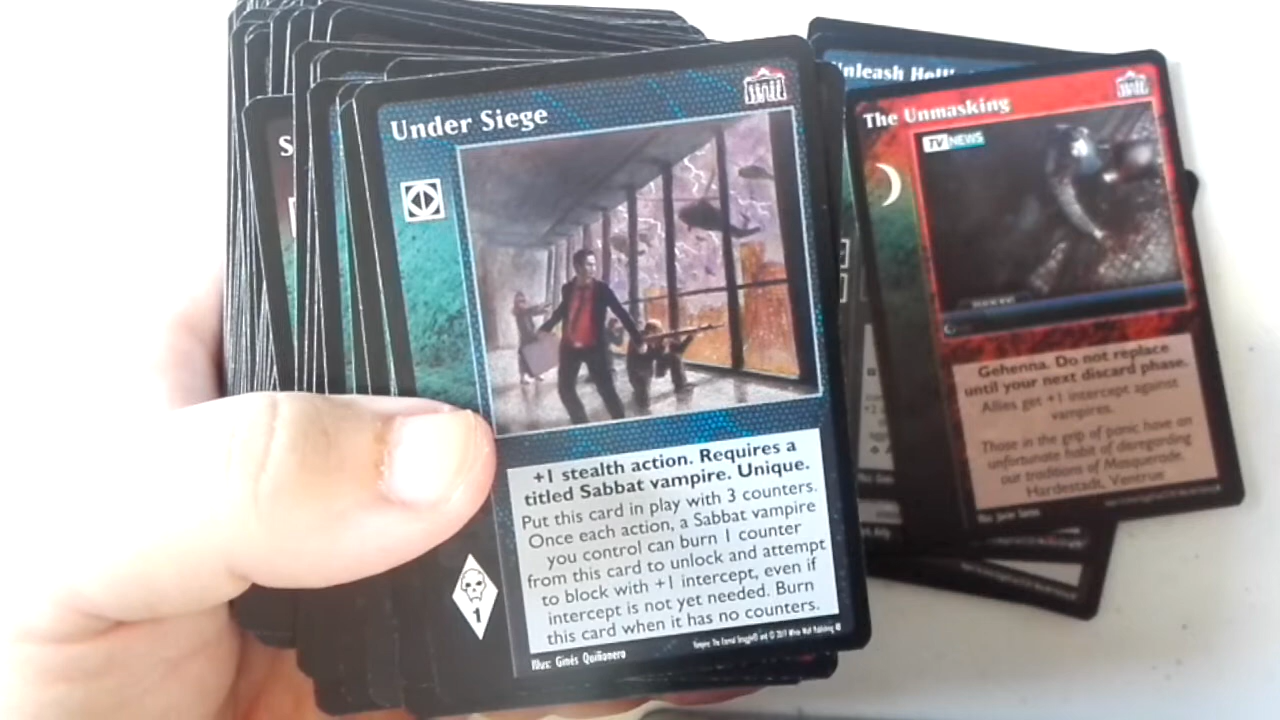 Under Siege
+1 stealth action. Requires a
titled Sabbat vampire. Unique.
Put this card in play with 3 counters.
Once each action, a Sabbat vampire
you control can burn 1 counter
from this card to unlock and attempt
to block with +1 intercept, even if
intercept is not yet needed. Burn
this card when it has no counters.
1
Illus: Ginés Quiñonero
Unleash Hell's
The Unmasking
TV NEWS
Gehenna. Do not replace
until your next discard phase.
Allies get +1 intercept against
vampires.
Those in the grip of panic have an
unfortunate habit of disregarding
our traditions of Masquerade.
Hardestadt, Ventrue
S